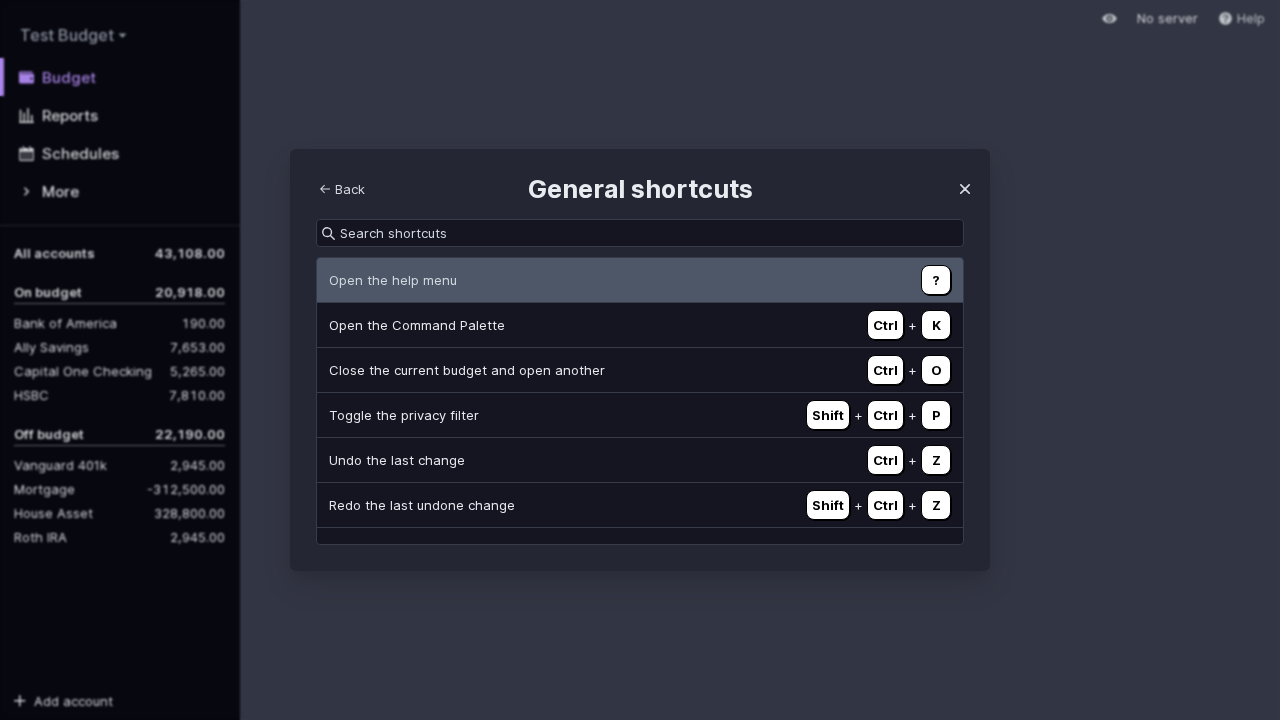 Test Budget
Budget
Reports
Schedules
More
All accounts 43,108.00
On budget 20,918.00
Bank of America 190.00
Ally Savings 7,653.00
Capital One Checking 5,265.00
HSBC 7,810.00
Off budget 22,190.00
Vanguard 401k 2,945.00
Mortgage -312,500.00
House Asset 328,800.00
Roth IRA 2,945.00
Add account
No server Help
Back General shortcuts
Search shortcuts
Open the help menu ?
Open the Command Palette Ctrl + K
Close the current budget and open another Ctrl + O
Toggle the privacy filter Shift + Ctrl + P
Undo the last change Ctrl + Z
Redo the last undone change Shift + Ctrl + Z